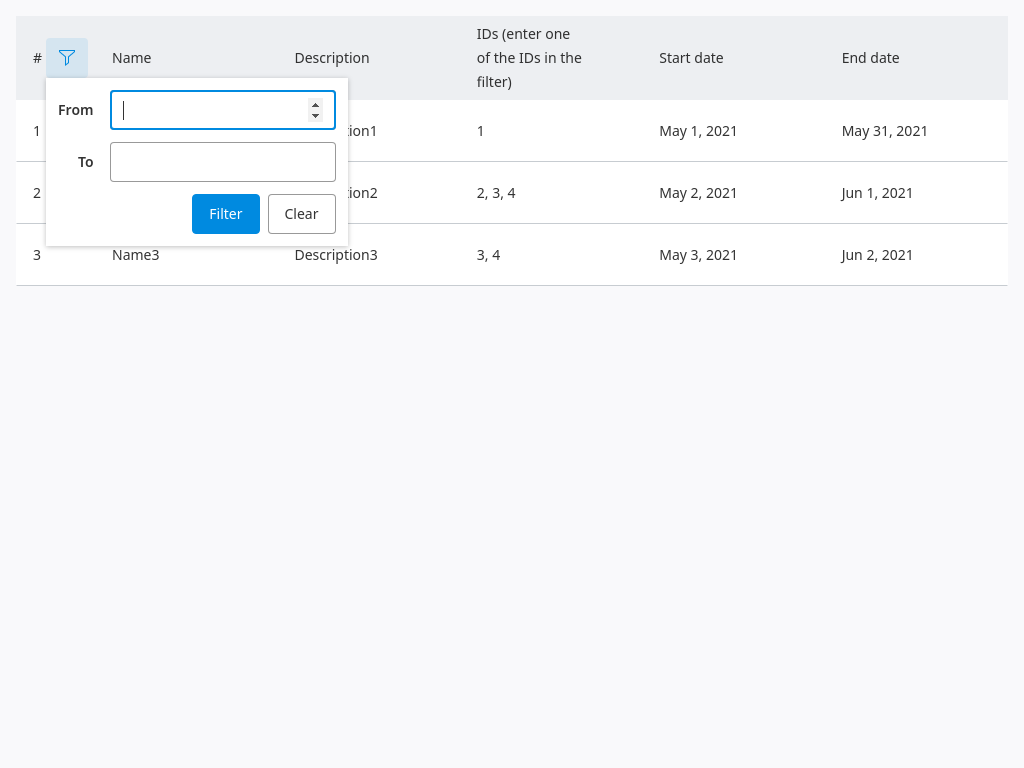 # Name Description IDs (enter one of the IDs in the filter) Start date End date
From
To
Filter Clear
1 tion1 1 May 1, 2021 May 31, 2021
2 tion2 2, 3, 4 May 2, 2021 Jun 1, 2021
3 Name3 Description3 3, 4 May 3, 2021 Jun 2, 2021